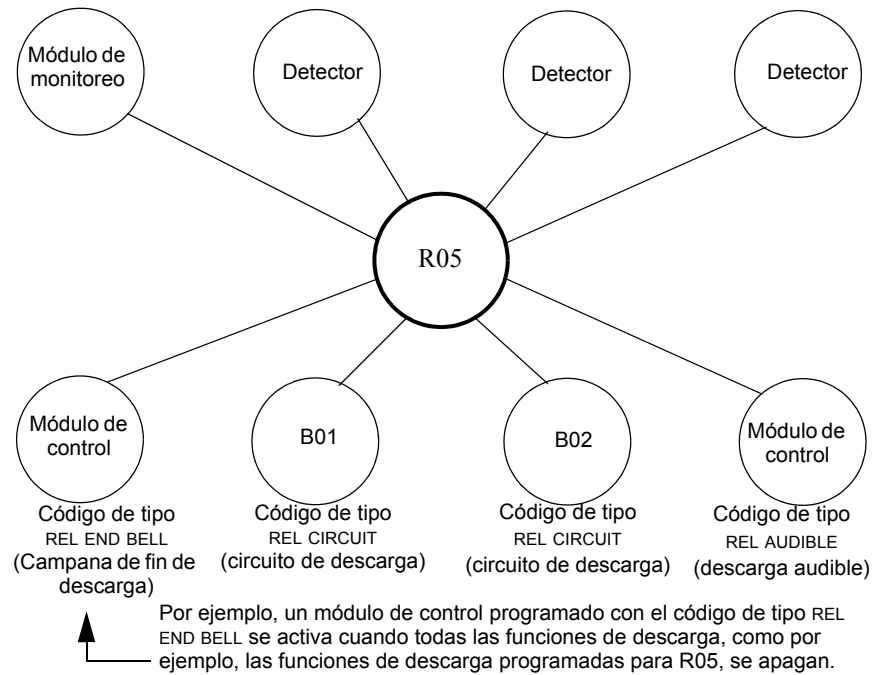 Módulo de
monitoreo
Detector
Detector
Detector
R05
Módulo de
control
B01
B02
Módulo de
control
Código de tipo
REL END BELL
(Campana de fin de
descarga)
Código de tipo
REL CIRCUIT
(circuito de descarga)
Código de tipo
REL CIRCUIT
(circuito de descarga)
Código de tipo
REL AUDIBLE
(descarga audible)
Por ejemplo, un módulo de control programado con el código de tipo REL
END BELL se activa cuando todas las funciones de descarga, como por
ejemplo, las funciones de descarga programadas para R05, se apagan.